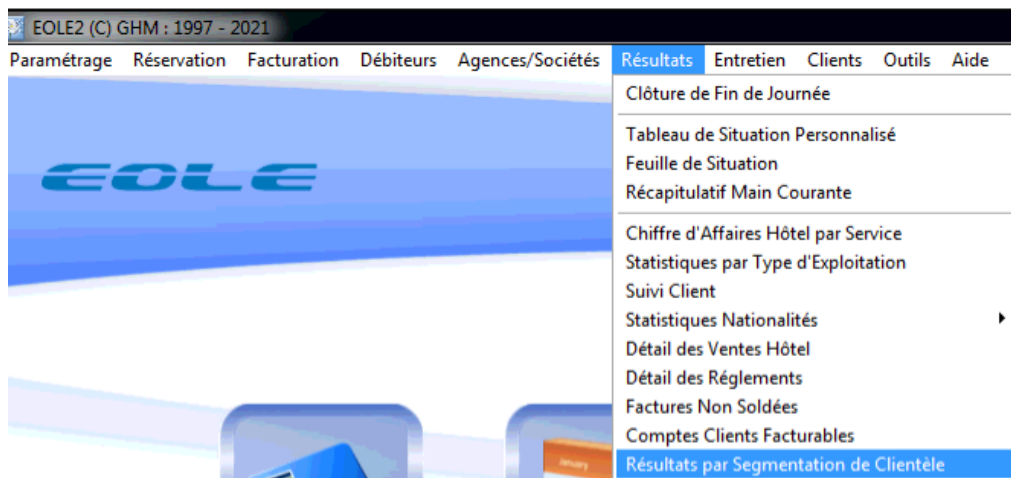 EOLE2 (C) GHM : 1997 - 2021
Paramétrage Réservation Facturation Débiteurs Agences/Sociétés Résultats Entretien Clients Outils Aide
Clôture de Fin de Journée
Tableau de Situation Personnalisé
Feuille de Situation
Récapitulatif Main Courante
Chiffre d'Affaires Hôtel par Service
Statistiques par Type d'Exploitation
Suivi Client
Statistiques Nationalités
Détail des Ventes Hôtel
Détail des Réglements
Factures Non Soldées
Comptes Clients Facturables
Résultats par Segmentation de Clientèle
EOLE
January